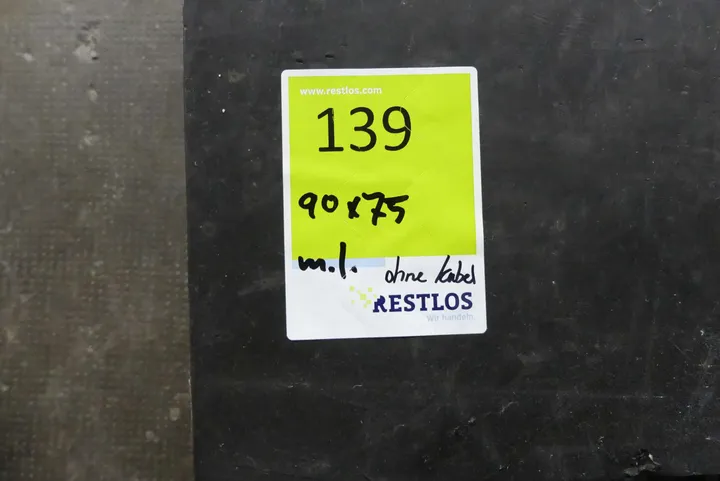 www.restlos.com
139
90x75
m.l. ohne Kabel
RESTLOS
Wir handeln.